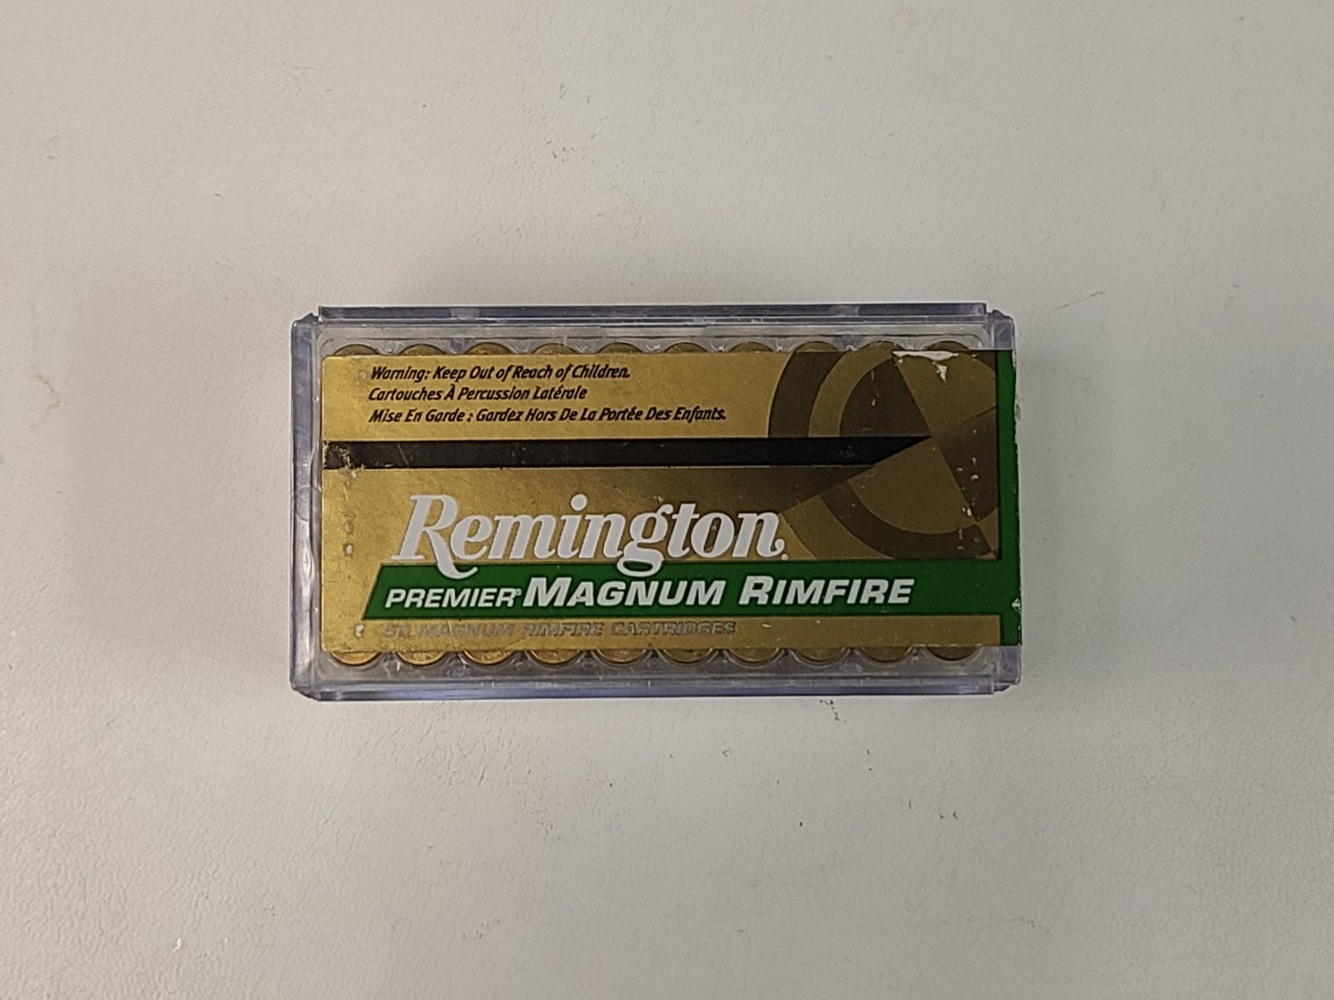 Warning: Keep Out of Reach of Children.
Cartouches À Percussion Latérale
Mise En Garde : Gardez Hors De La Portée Des Enfants.
Remington®
PREMIER® MAGNUM RIMFIRE
50 MAGNUM RIMFIRE CARTRIDGES